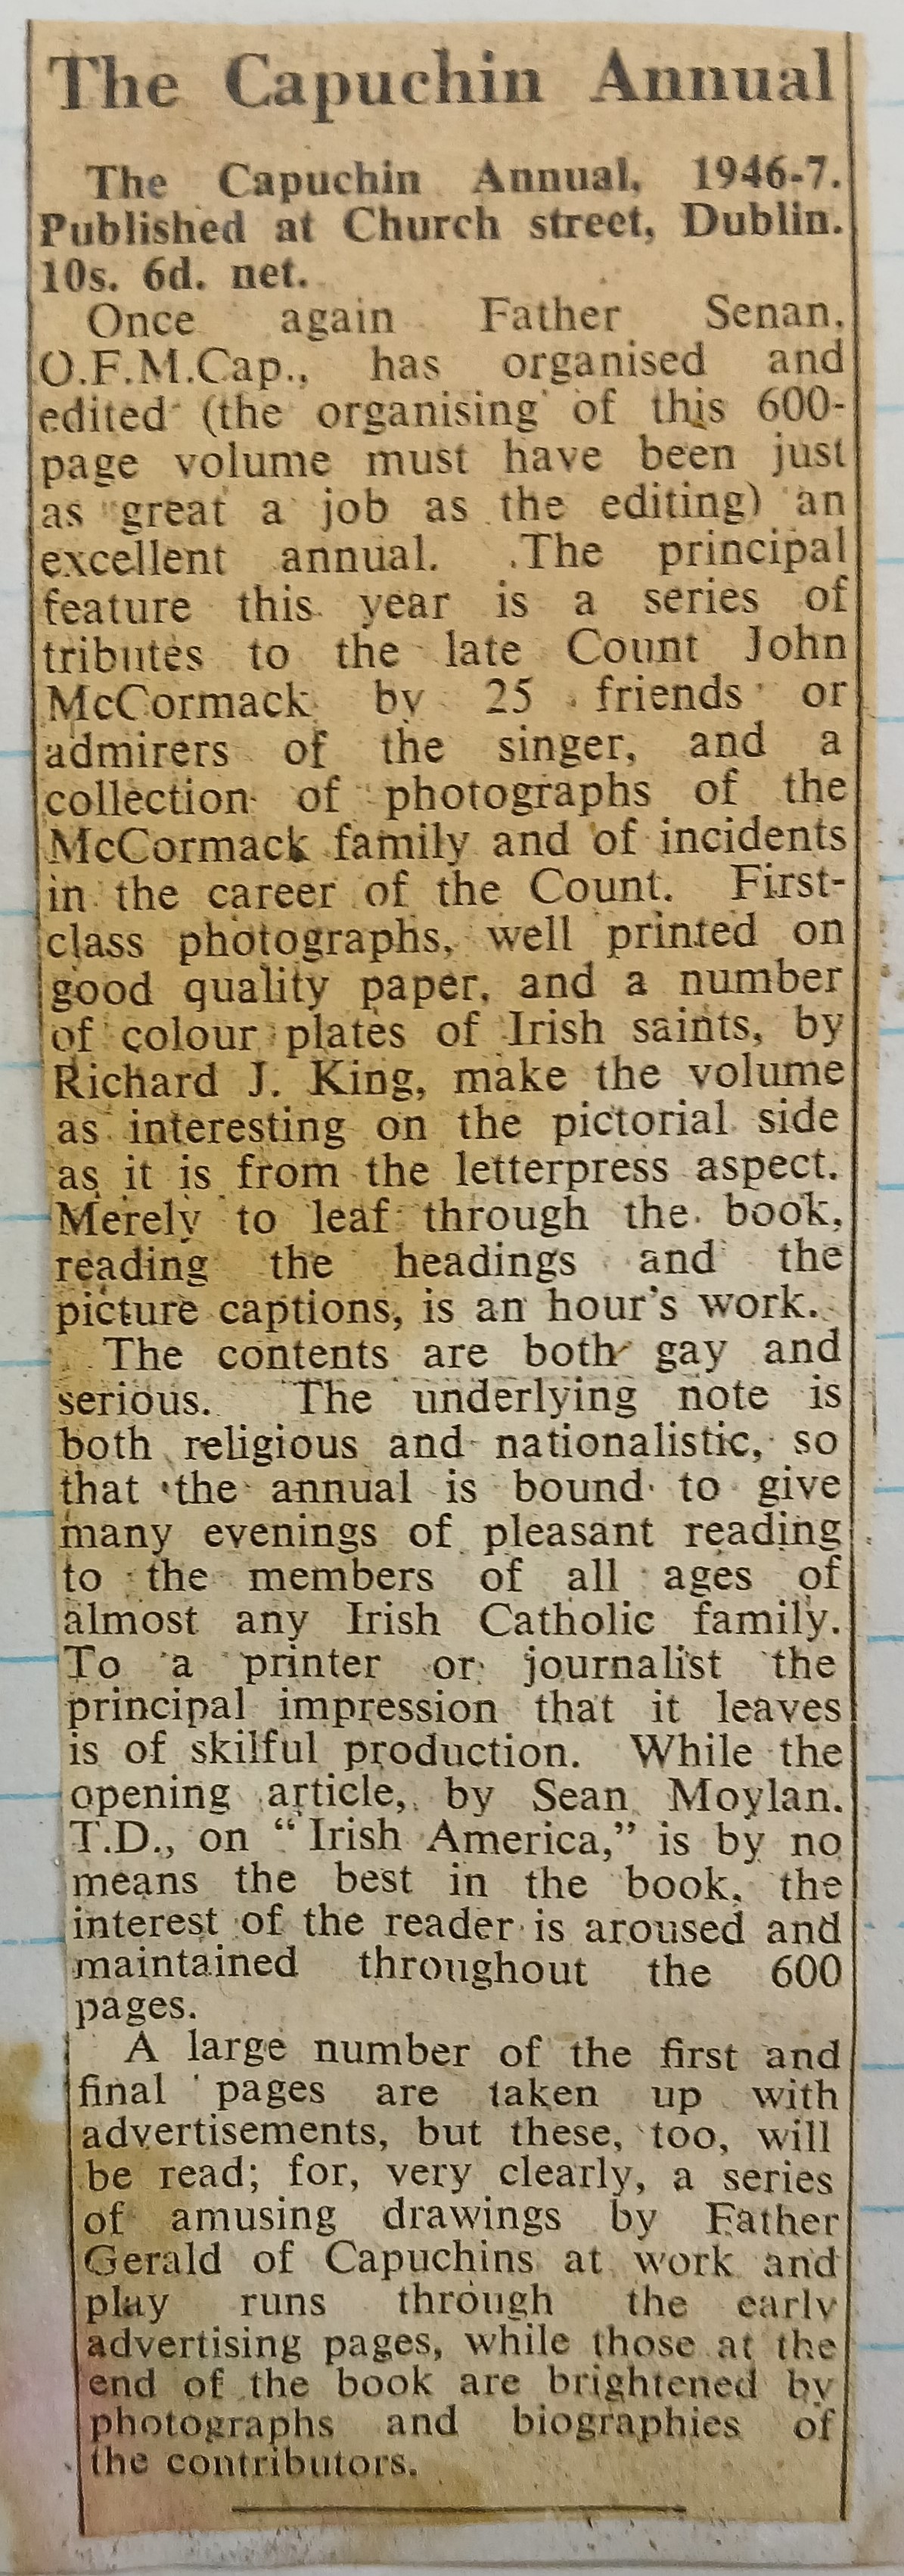 The Capuchin Annual
The Capuchin Annual, 1946-7.
Published at Church street, Dublin.
10s. 6d. net.
Once again Father Senan,
O.F.M.Cap., has organised and
edited (the organising of this 600-
page volume must have been just
as great a job as the editing) an
excellent annual. The principal
feature this year is a series of
tributes to the late Count John
McCormack by 25 friends or
admirers of the singer, and a
collection of photographs of the
McCormack family and of incidents
in the career of the Count. First-
class photographs, well printed on
good quality paper, and a number
of colour plates of Irish saints, by
Richard J. King, make the volume
as interesting on the pictorial side
as it is from the letterpress aspect.
Merely to leaf through the book,
reading the headings and the
picture captions, is an hour's work.
The contents are both gay and
serious. The underlying note is
both religious and nationalistic, so
that the annual is bound to give
many evenings of pleasant reading
to the members of all ages of
almost any Irish Catholic family.
To a printer or journalist the
principal impression that it leaves
is of skilful production. While the
opening article, by Sean Moylan,
T.D., on “Irish America,” is by no
means the best in the book, the
interest of the reader is aroused and
maintained throughout the 600
pages.
A large number of the first and
final pages are taken up with
advertisements, but these, too, will
be read; for, very clearly, a series
of amusing drawings by Father
Gerald of Capuchins at work and
play runs through the early
advertising pages, while those at the
end of the book are brightened by
photographs and biographies of
the contributors.